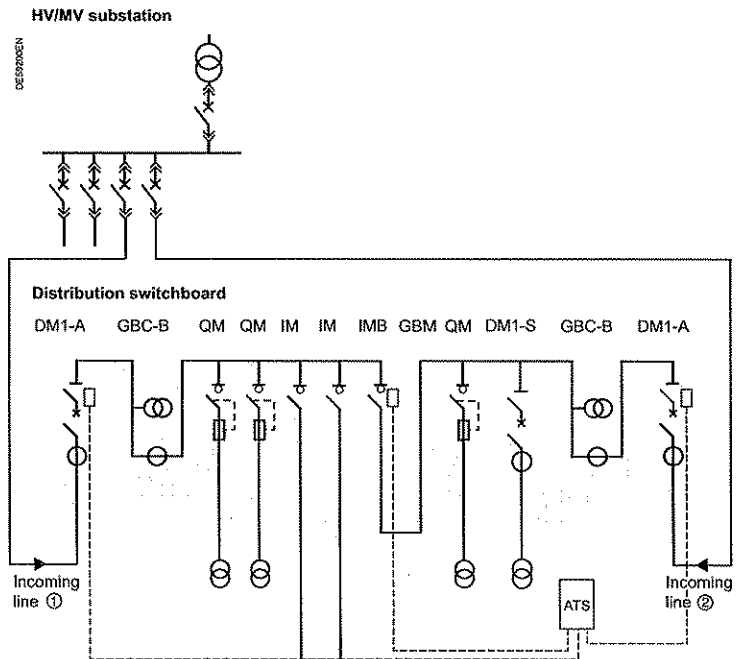 HV/MV substation
DE59200EN
Distribution switchboard
DM1-A GBC-B QM QM IM IM IMB GBM QM DM1-S GBC-B DM1-A
Incoming
line ①
ATS
Incoming
line ②